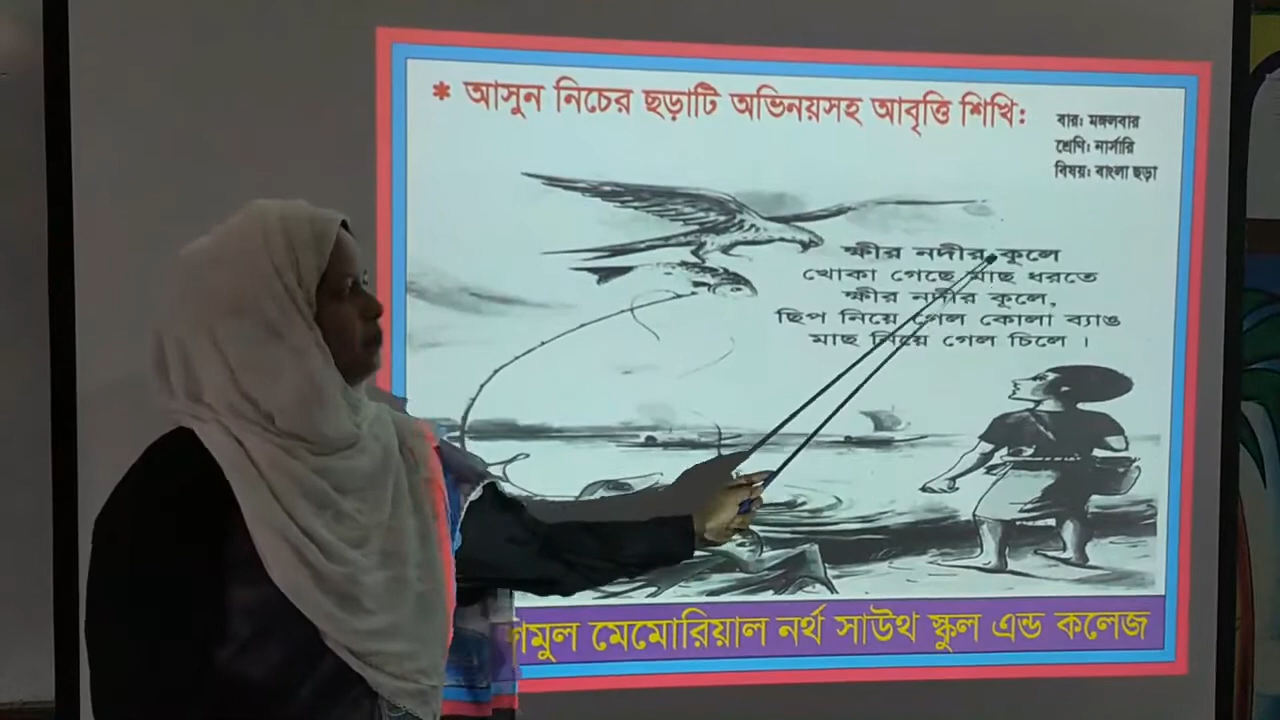 * আসুন নিচের ছড়াটি অভিনয়সহ আবৃত্তি শিখি:
বার: মঙ্গলবার
শ্রেণি: নার্সারি
বিষয়: বাংলা ছড়া
ক্ষীর নদীর কূলে
খোকা গেছে মাছ ধরতে
ক্ষীর নদীর কূলে,
ছিপ নিয়ে গেল কোলা ব্যাঙ
মাছ নিয়ে গেল চিলে ।
মেমোরিয়াল নর্থ সাউথ স্কুল এন্ড কলেজ